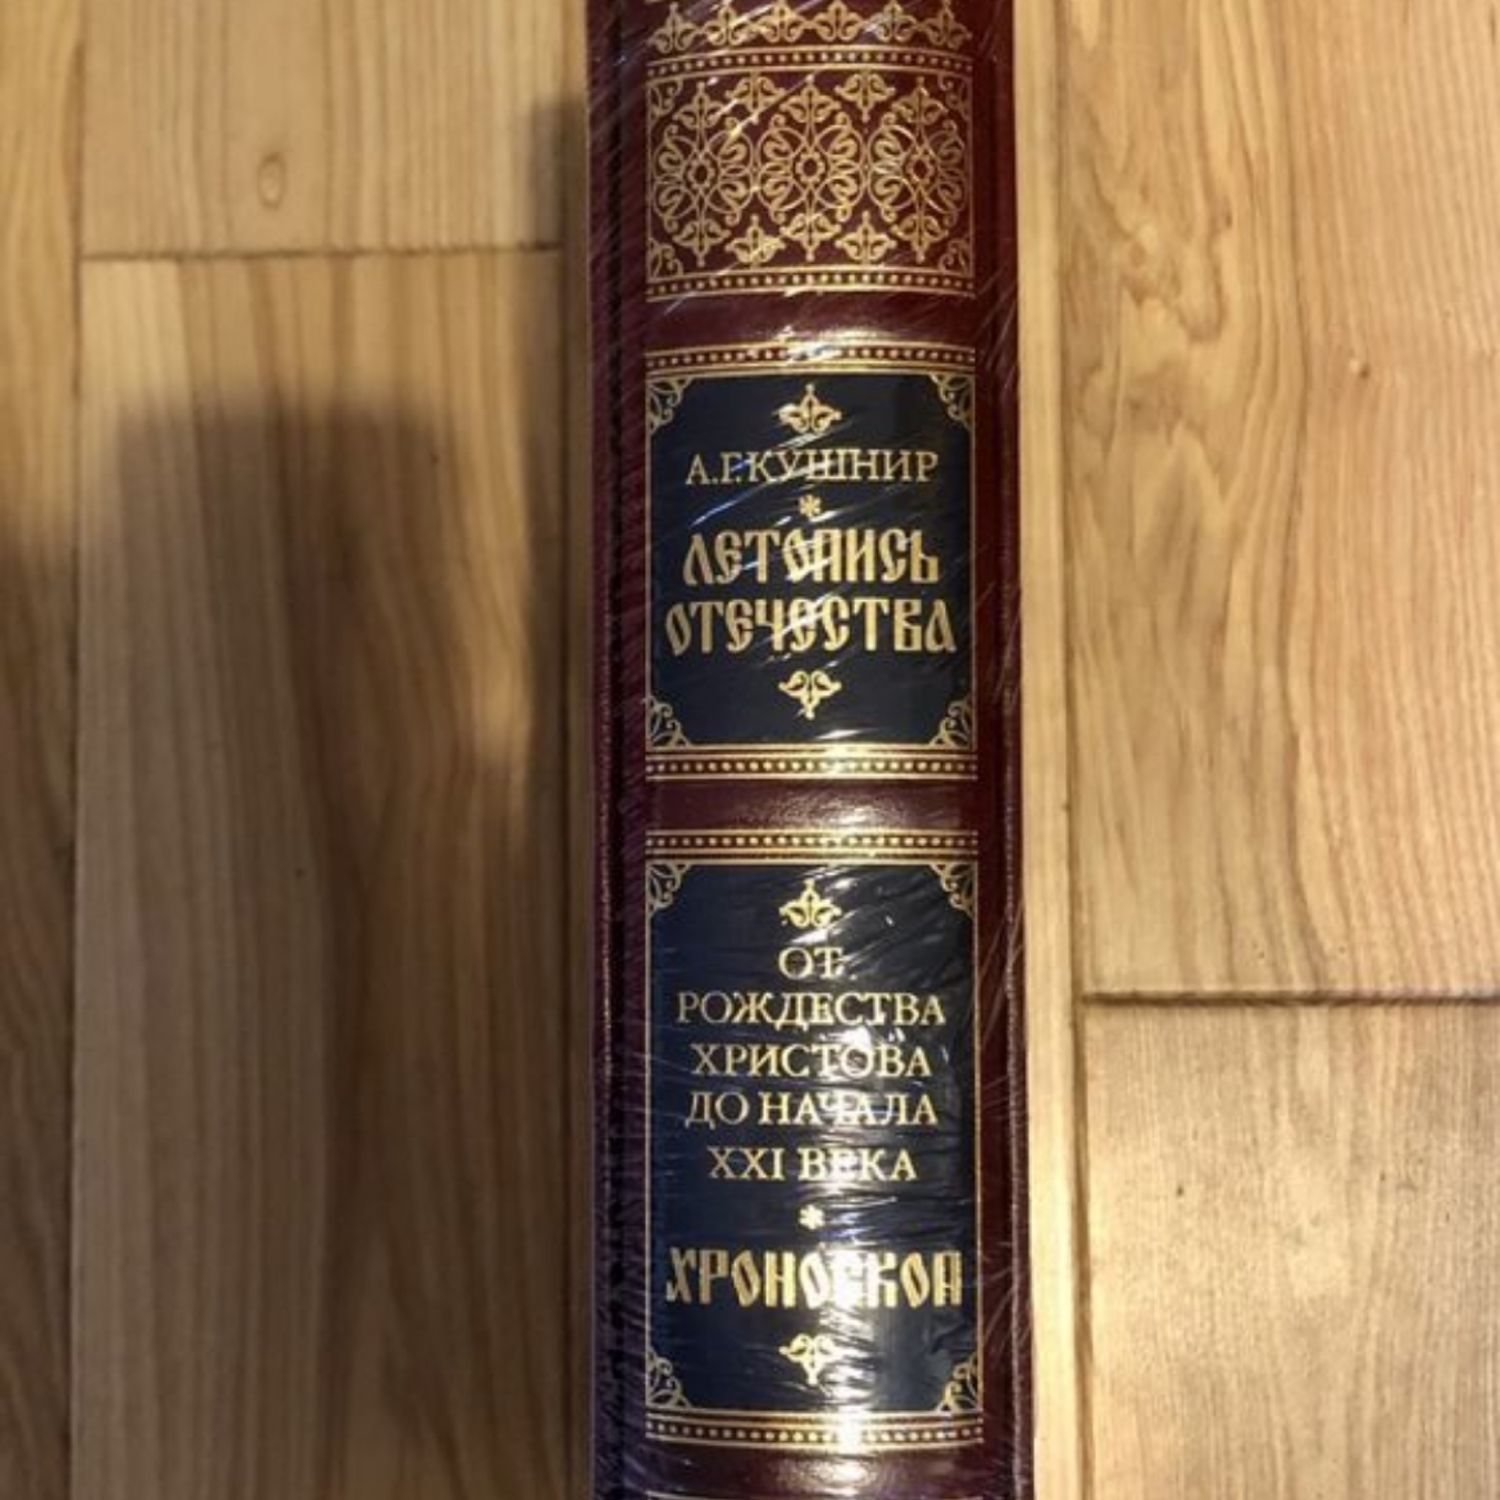 А.Г.КУШНИР
*
ЛЕТОПИСЬ
ОТЕЧЕСТВА
ОТ
РОЖДЕСТВА
ХРИСТОВА
ДО НАЧАЛА
XXI ВЕКА
*
ХРОНОСКОП